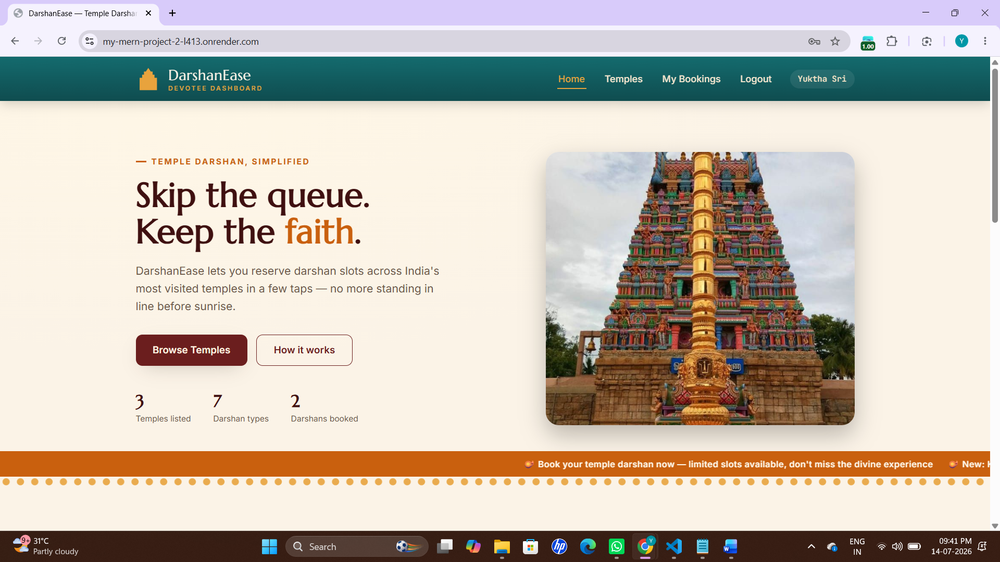 DarshanEase — Temple Darsha
my-mern-project-2-l413.onrender.com
1.00
Y
DarshanEase
DEVOTEE DASHBOARD
Home
Temples
My Bookings
Logout
Yuktha Sri
— TEMPLE DARSHAN, SIMPLIFIED
Skip the queue.
Keep the faith.
DarshanEase lets you reserve darshan slots across India's
most visited temples in a few taps — no more standing in
line before sunrise.
Browse Temples
How it works
3
Temples listed
7
Darshan types
2
Darshans booked
Book your temple darshan now — limited slots available, don't miss the divine experience
New:
9+
31°C
Partly cloudy
Search
hp
Y
W
ENG
IN
09:41 PM
14-07-2026